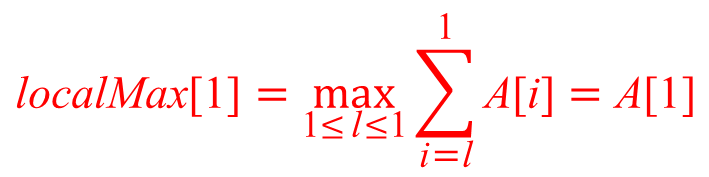 localMax[1] = max_{1≤l≤1} ∑_{i=l}^{1} A[i] = A[1]